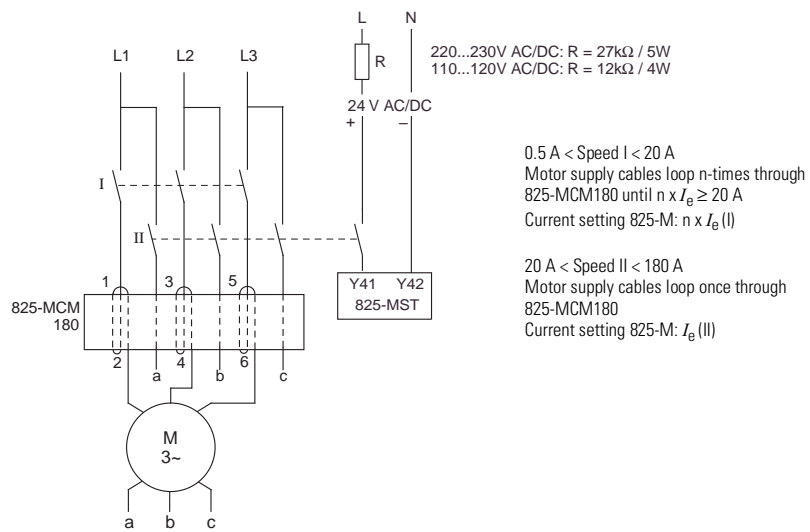 L N
L1 L2 L3
R
220...230V AC/DC: R = 27kΩ / 5W
110...120V AC/DC: R = 12kΩ / 4W
24 V AC/DC
+ –
0.5 A < Speed I < 20 A
Motor supply cables loop n-times through
825-MCM180 until n x Ie ≥ 20 A
Current setting 825-M: n x Ie (I)
I
II
20 A < Speed II < 180 A
Motor supply cables loop once through
825-MCM180
Current setting 825-M: Ie (II)
1 3 5
Y41 Y42
825-MST
825-MCM
180
2 4 6
a b c
M
3~
a b c